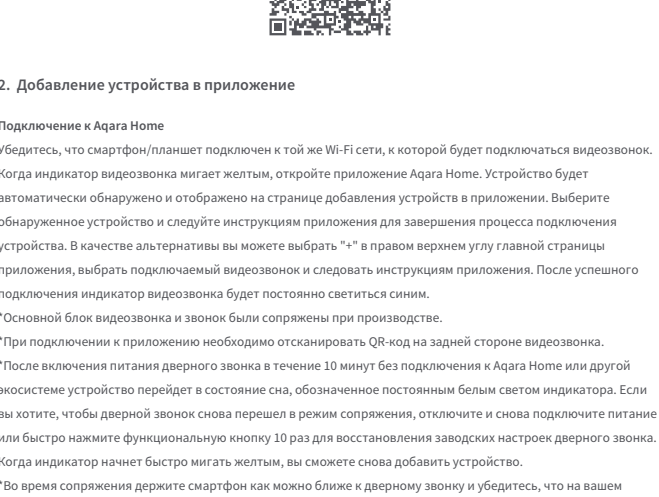 2. Добавление устройства в приложение
Подключение к Aqara Home
Убедитесь, что смартфон/планшет подключен к той же Wi-Fi сети, к которой будет подключаться видеозвонок.
Когда индикатор видеозвонка мигает желтым, откройте приложение Aqara Home. Устройство будет
автоматически обнаружено и отображено на странице добавления устройств в приложении. Выберите
обнаруженное устройство и следуйте инструкциям приложения для завершения процесса подключения
устройства. В качестве альтернативы вы можете выбрать "+" в правом верхнем углу главной страницы
приложения, выбрать подключаемый видеозвонок и следовать инструкциям приложения. После успешного
подключения индикатор видеозвонка будет постоянно светиться синим.
*Основной блок видеозвонка и звонок были сопряжены при производстве.
*При подключении к приложению необходимо отсканировать QR-код на задней стороне видеозвонка.
*После включения питания дверного звонка в течение 10 минут без подключения к Aqara Home или другой
экосистеме устройство перейдет в состояние сна, обозначенное постоянным белым светом индикатора. Если
вы хотите, чтобы дверной звонок снова перешел в режим сопряжения, отключите и снова подключите питание
или быстро нажмите функциональную кнопку 10 раз для восстановления заводских настроек дверного звонка.
Когда индикатор начнет быстро мигать желтым, вы сможете снова добавить устройство.
*Во время сопряжения держите смартфон как можно ближе к дверному звонку и убедитесь, что на вашем